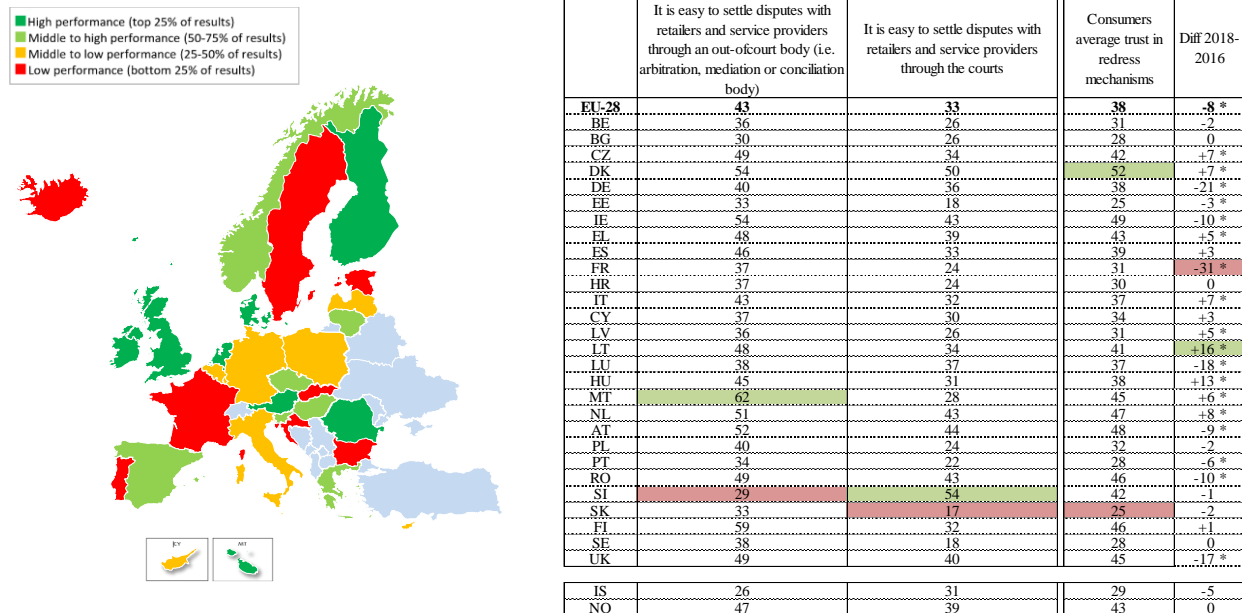 High performance (top 25% of results)
Middle to high performance (50-75% of results)
Middle to low performance (25-50% of results)
Low performance (bottom 25% of results)
CY
MT
It is easy to settle disputes with
retailers and service providers
through an out-ofcourt body (i.e.
arbitration, mediation or conciliation
body)
It is easy to settle disputes with
retailers and service providers
through the courts
Consumers
average trust in
redress
mechanisms
Diff 2018-
2016
EU-28 43 33 38 -8 *
BE 36 26 31 -2
BG 30 26 28 0
CZ 49 34 42 +7 *
DK 54 50 52 +7 *
DE 40 36 38 -21 *
EE 33 18 25 -3 *
IE 54 43 49 -10 *
EL 48 39 43 +5 *
ES 46 33 39 +3
FR 37 24 31 -31 *
HR 37 24 30 0
IT 43 32 37 +7 *
CY 37 30 34 +3
LV 36 26 31 +5 *
LT 48 34 41 +16 *
LU 38 37 37 -18 *
HU 45 31 38 +13 *
MT 62 28 45 +6 *
NL 51 43 47 +8 *
AT 52 44 48 -9 *
PL 40 24 32 -2
PT 34 22 28 -6 *
RO 49 43 46 -10 *
SI 29 54 42 -1
SK 33 17 25 -2
FI 59 32 46 +1
SE 38 18 28 0
UK 49 40 45 -17 *
IS 26 31 29 -5
NO 47 39 43 0